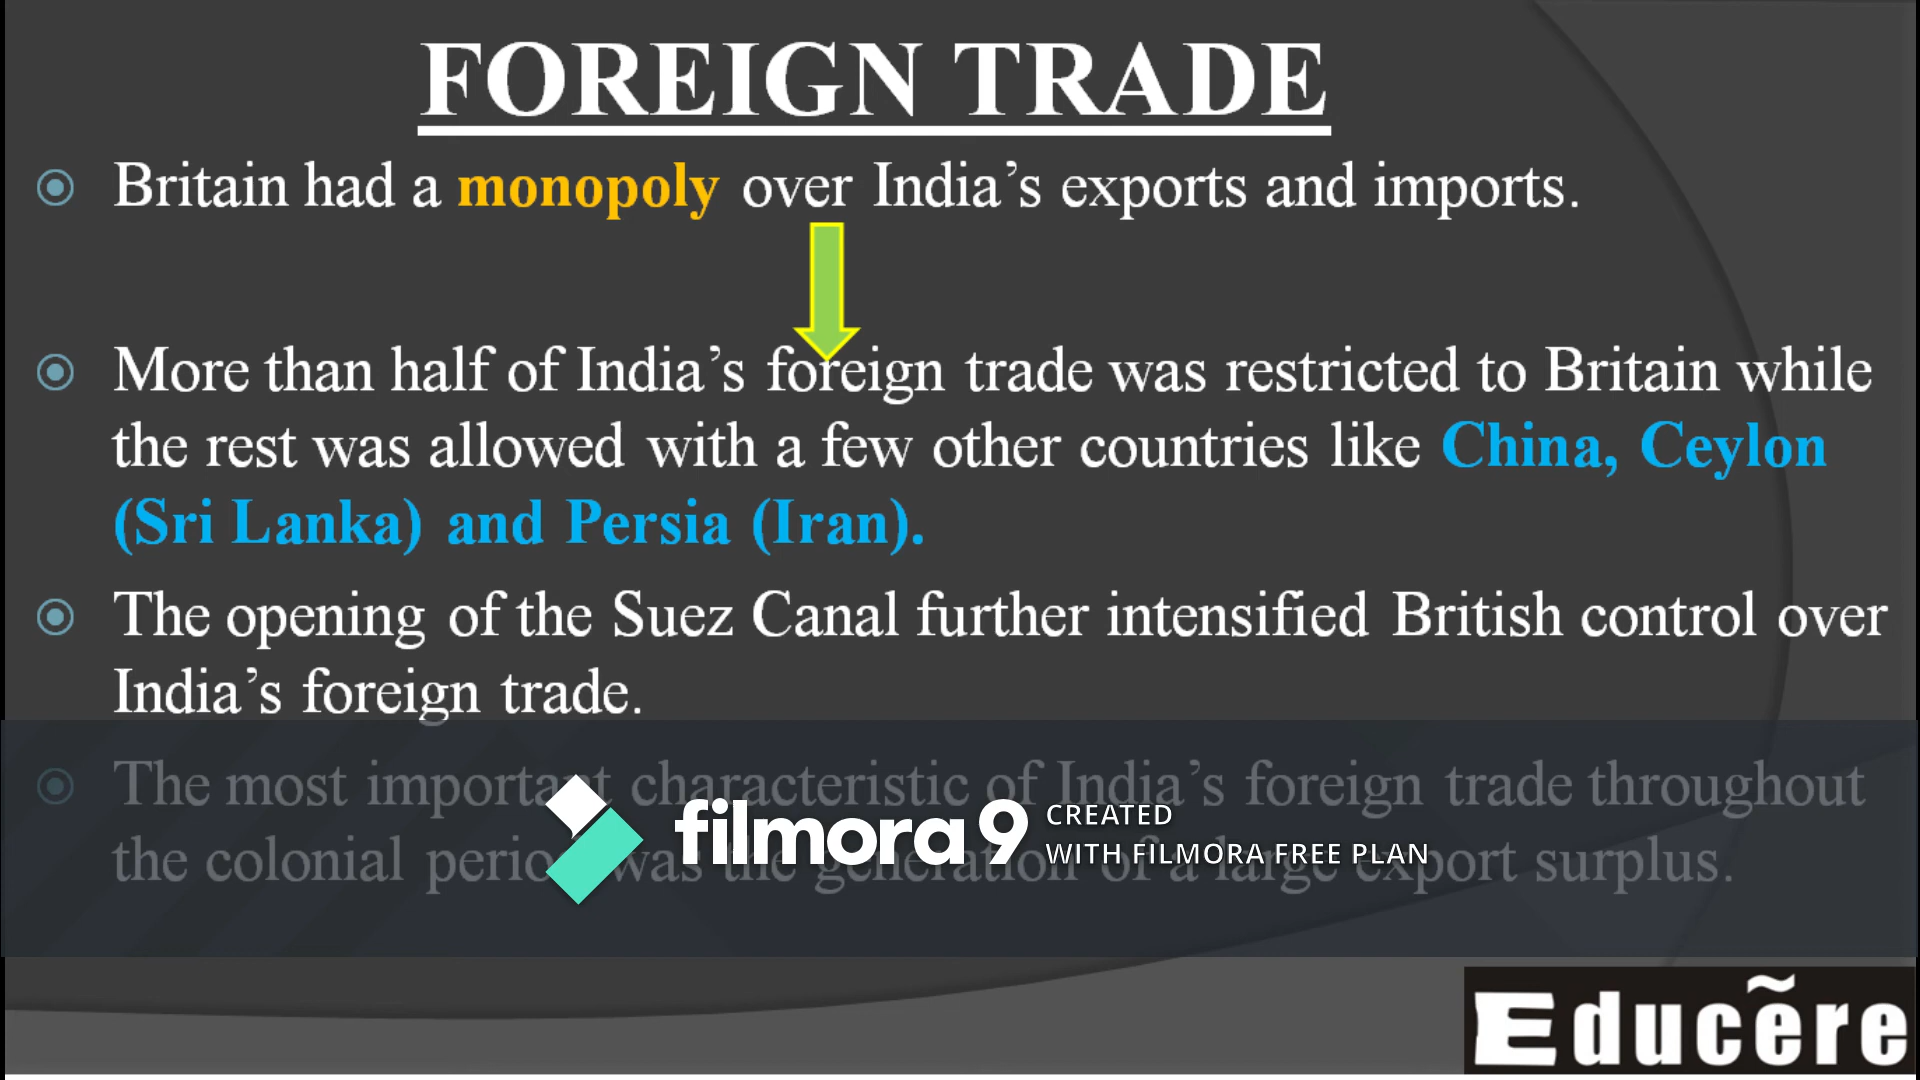 FOREIGN TRADE
Britain had a monopoly over India's exports and imports.
More than half of India's foreign trade was restricted to Britain while
the rest was allowed with a few other countries like China, Ceylon
(Sri Lanka) and Persia (Iran).
The opening of the Suez Canal further intensified British control over
India's foreign trade.
The most important characteristic of India's foreign trade throughout
the colonial period was the generation of a large export surplus.
filmora 9
CREATED
WITH FILMORA FREE PLAN
Educẽre